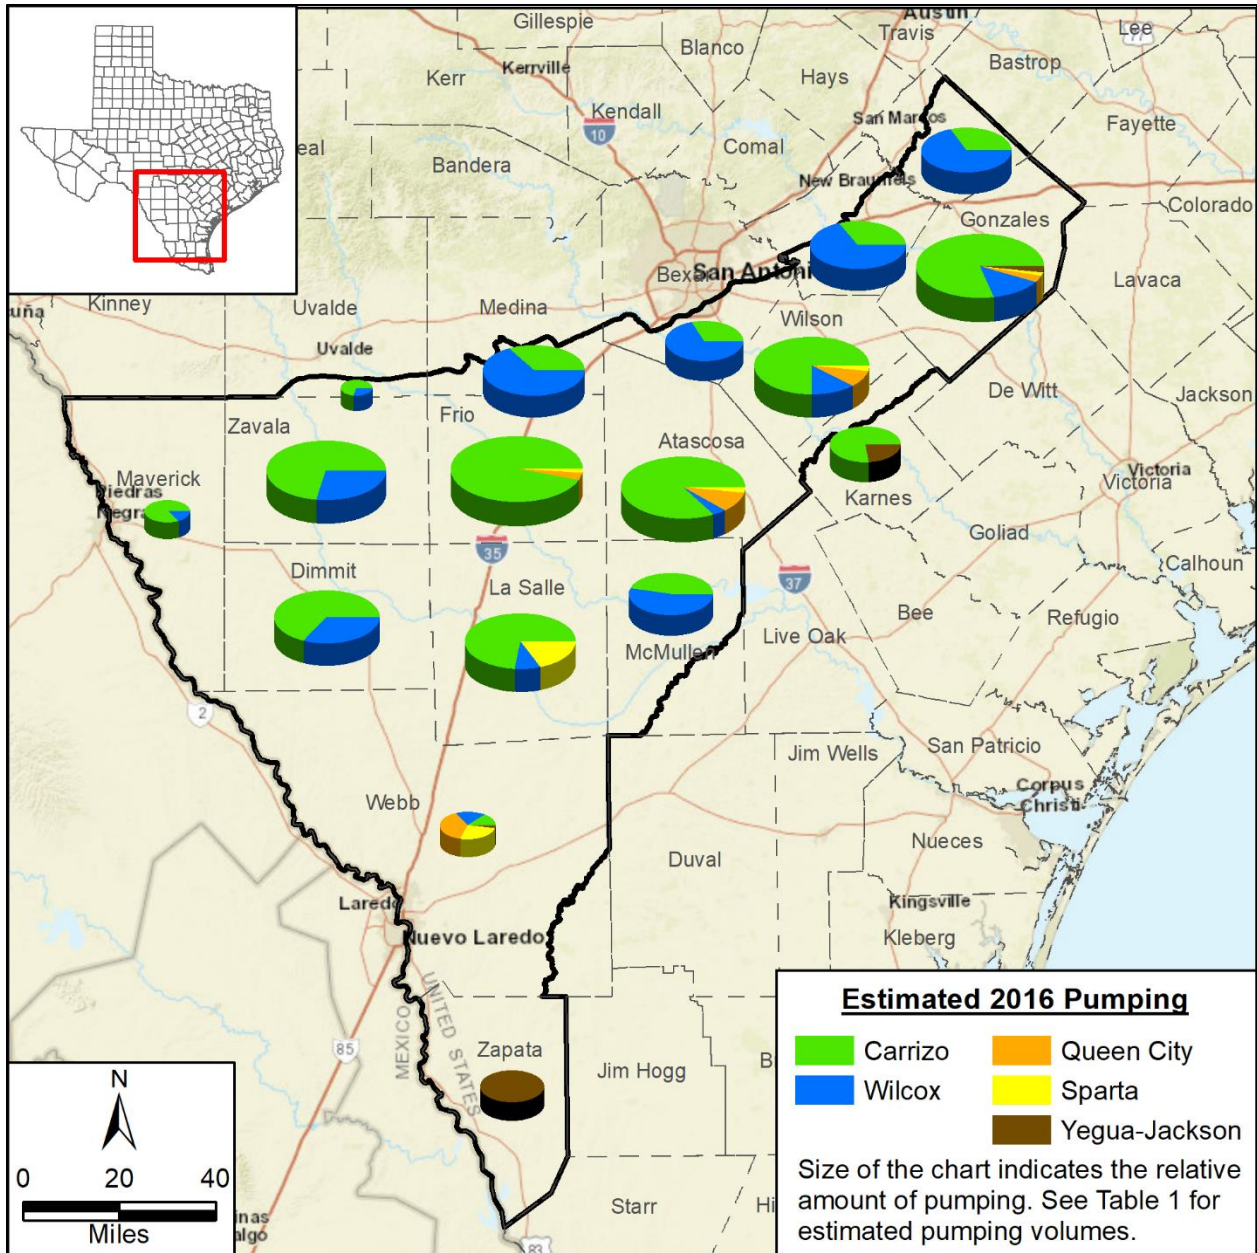 Gillespie
Austin
Travis
Lee
77
Blanco
Bastrop
Kerr
Kerrville
Hays
Kendall
San Marcos
Fayette
10
Comal
Bandera
New Braunfels
Colorado
Gonzales
Bexar
San Antoni
Lavaca
Kinney
Uvalde
Medina
Wilson
Uvalde
De Witt
Jackson
Zavala
Frio
Atascosa
Maverick
Piedras
Negra
Karnes
Victoria
Victoria
Goliad
35
Calhoun
Dimmit
La Salle
37
Bee
Refugio
McMullen
Live Oak
2
Jim Wells
San Patricio
Corpus
Christi
Webb
Nueces
Duval
Laredo
Kingsville
Nuevo Laredo
Kleberg
MEXICO
UNITED STATES
85
Zapata
Jim Hogg
Starr
83
N
0 20 40
Miles
Estimated 2016 Pumping
Carrizo
Wilcox
Queen City
Sparta
Yegua-Jackson
Size of the chart indicates the relative
amount of pumping. See Table 1 for
estimated pumping volumes.